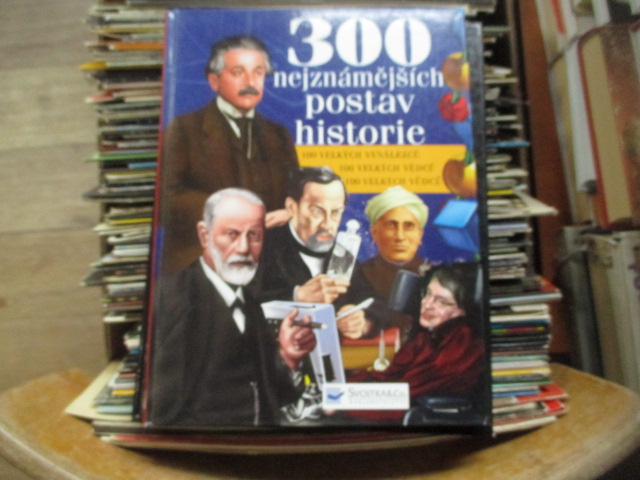 300
nejznámějších
postav
historie
100 VELKÝCH VYNÁLEZCŮ
100 VELKÝCH VĚDCŮ
100 VELKÝCH VĚDCŮ
SVOJTKA&CO.